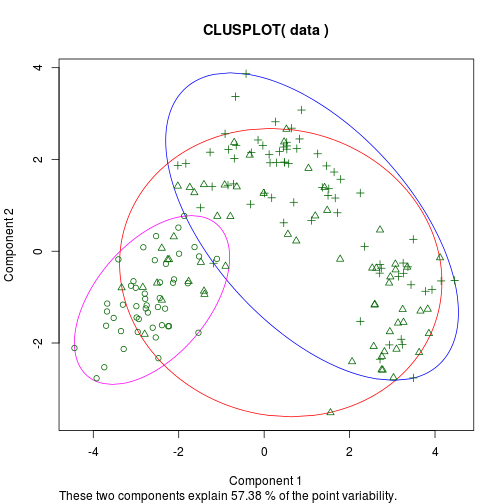 CLUSPLOT( data )
4
2
0
-2
Component 2
-4
-2
0
2
4
Component 1
These two components explain 57.38 % of the point variability.